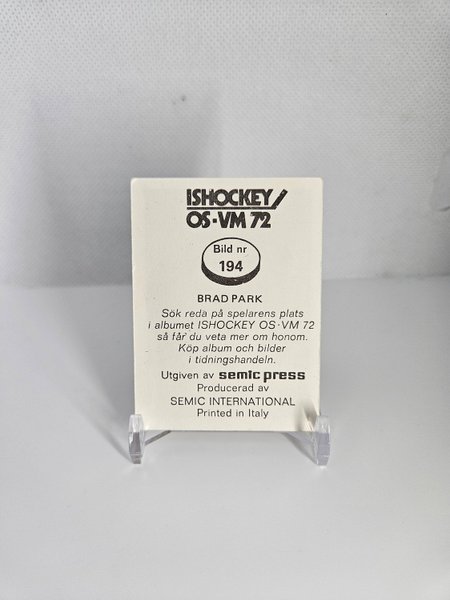 ISHOCKEY/
OS·VM 72
Bild nr
194
BRAD PARK
Sök reda på spelarens plats
i albumet ISHOCKEY OS·VM 72
så får du veta mer om honom.
Köp album och bilder
i tidningshandeln.
Utgiven av semic press
Producerad av
SEMIC INTERNATIONAL
Printed in Italy